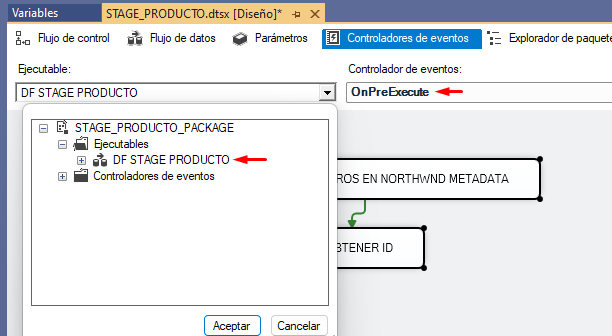 Variables STAGE_PRODUCTO.dtsx [Diseño]*
Flujo de control Flujo de datos Parámetros Controladores de eventos Explorador de paquete
Ejecutable: Controlador de eventos:
DF STAGE PRODUCTO OnPreExecute
STAGE_PRODUCTO_PACKAGE
Ejecutables
DF STAGE PRODUCTO
Controladores de eventos
ROS EN NORTHWND METADATA
BTENER ID
Aceptar Cancelar